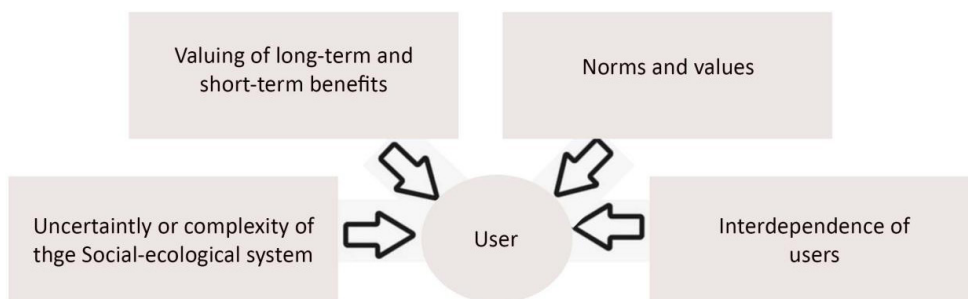 Valuing of long-term and
short-term benefits
Norms and values
Uncertaintly or complexity of
thge Social-ecological system
User
Interdependence of
users